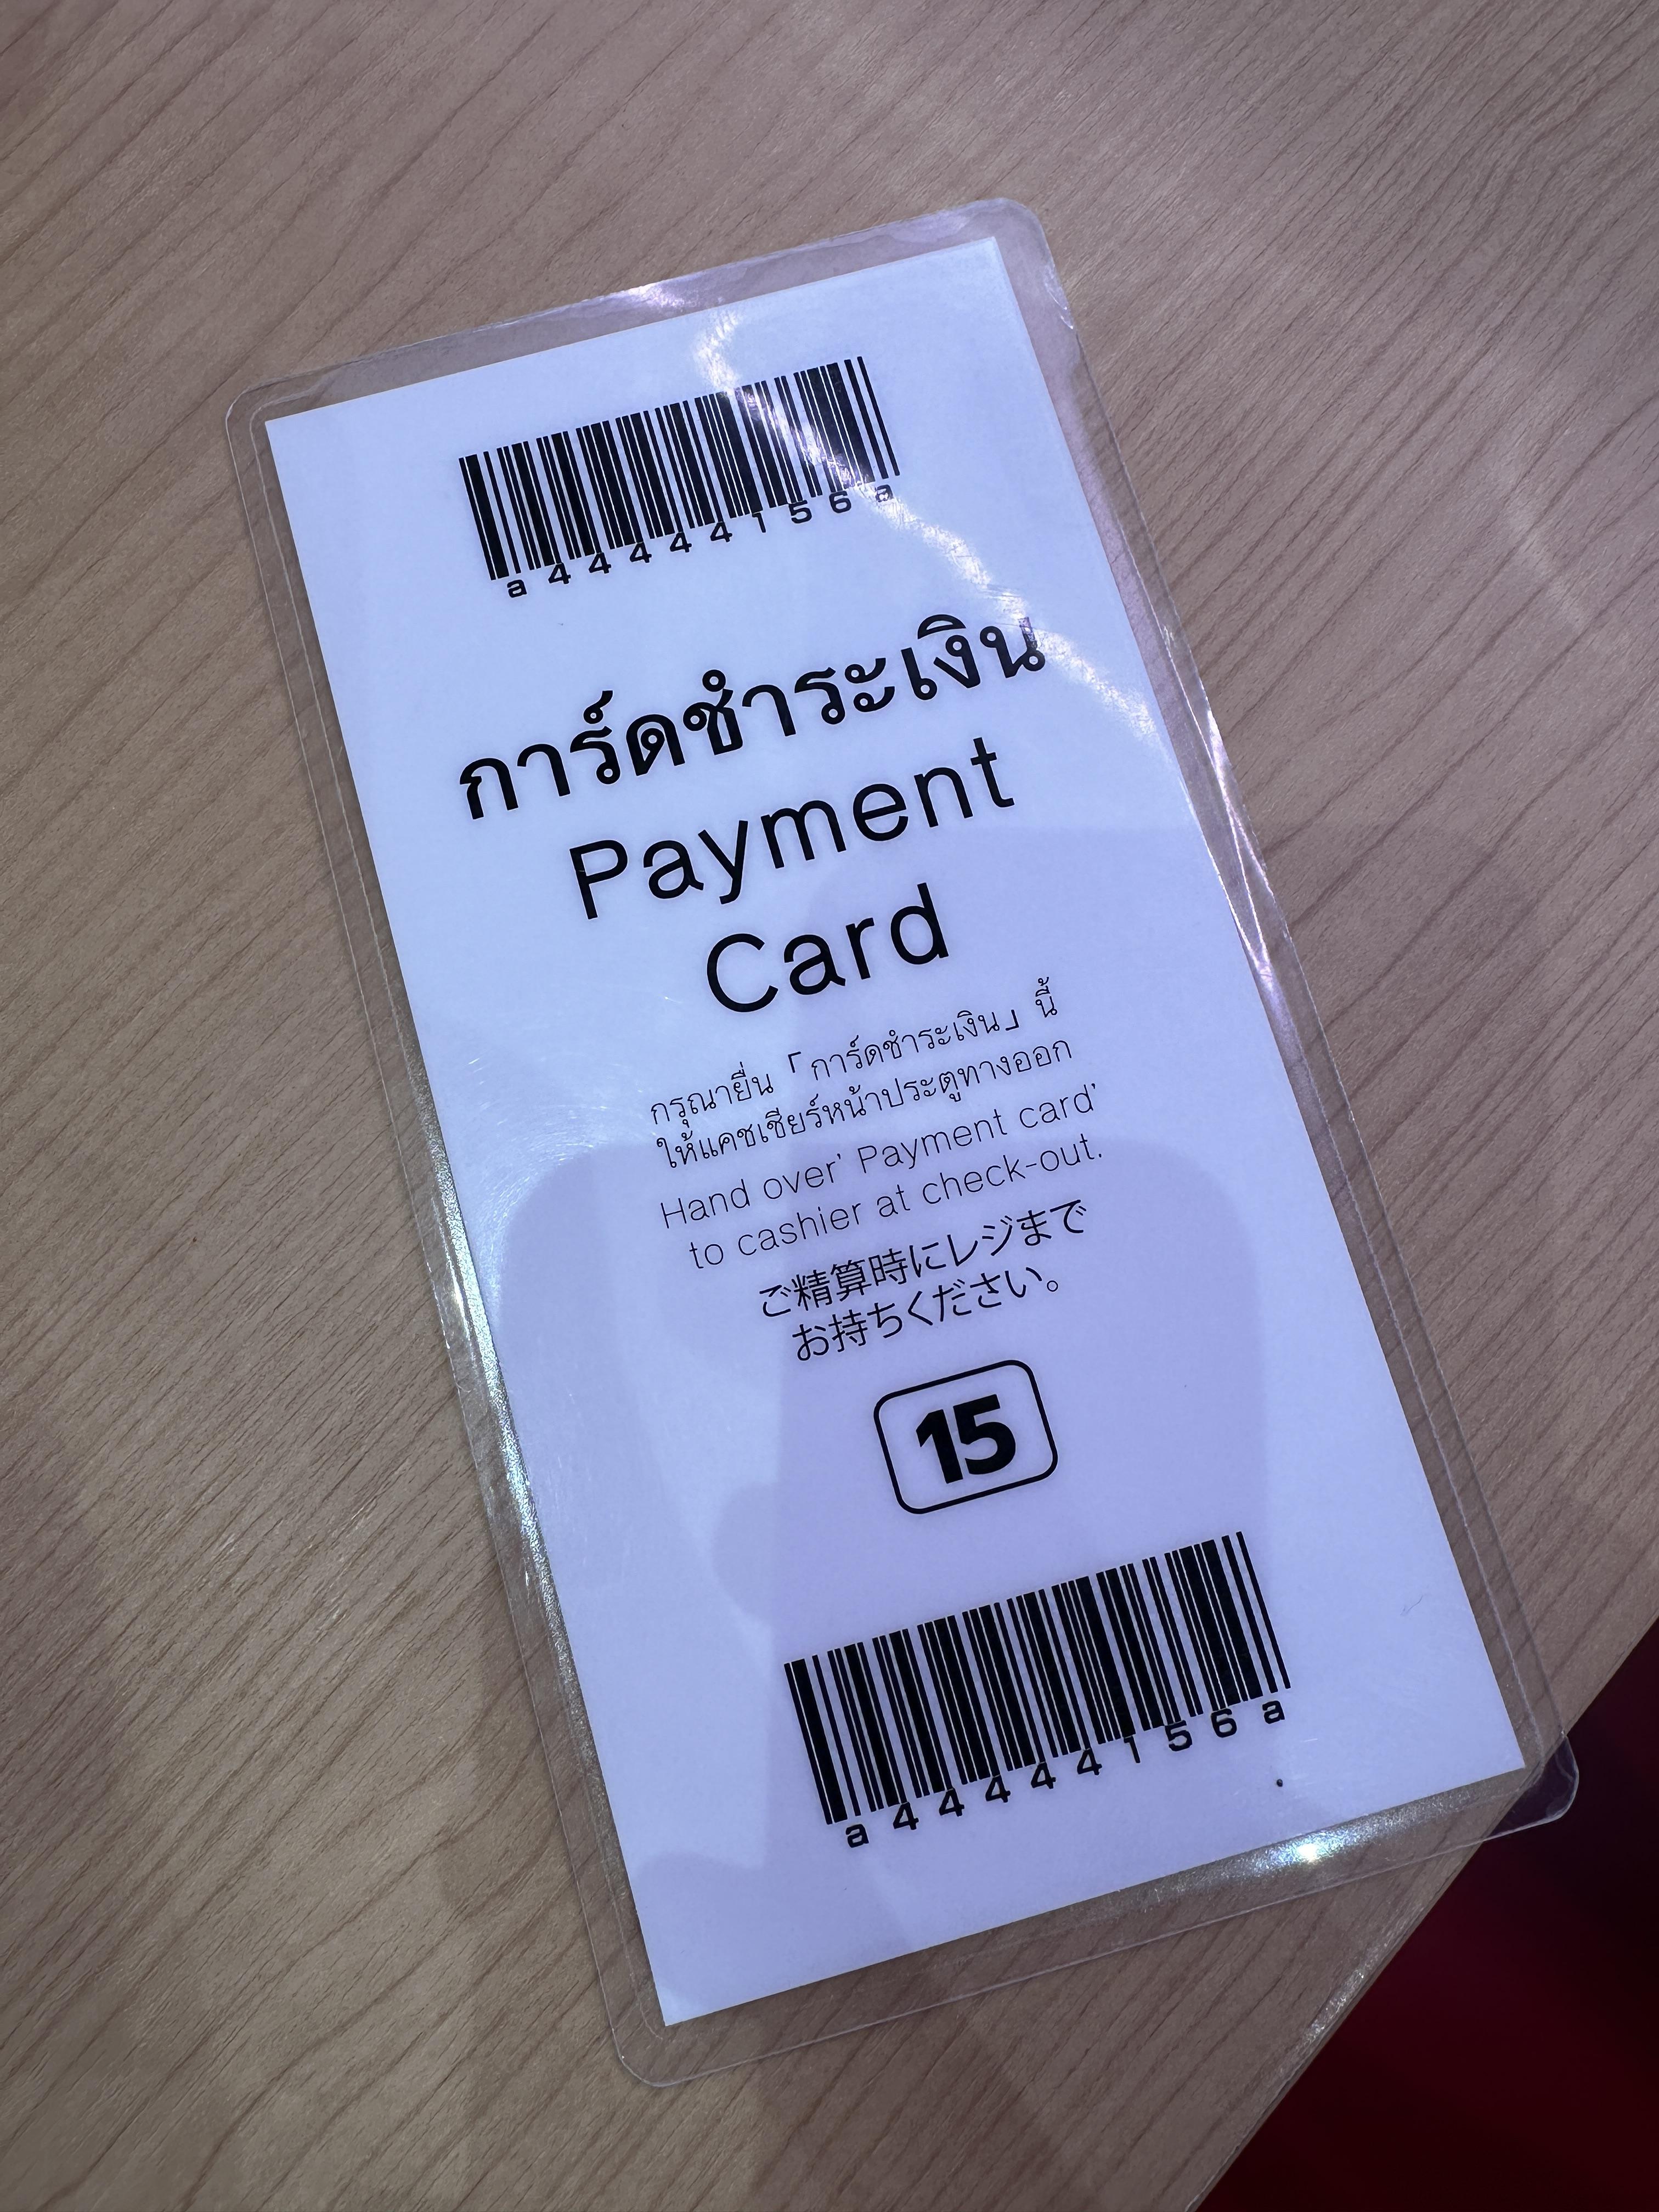 a44444156a
การ์ดชำระเงิน
Payment
Card
กรุณายื่น「การ์ดชำระเงิน」นี้
ให้แคชเชียร์หน้าประตูทางออก
Hand over’ Payment card’
to cashier at check-out.
ご精算時にレジまで
お持ちください。
15
a44444156a